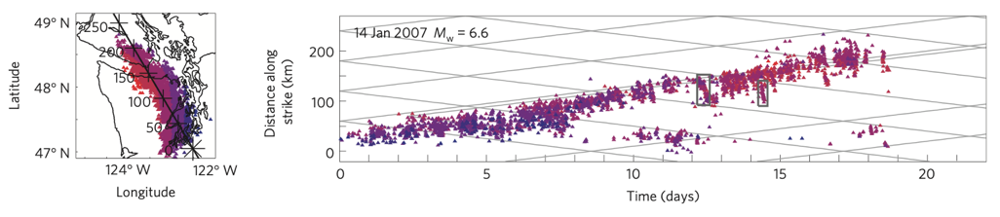 49° N
48° N
47° N
Latitude
250
200
150
100
50
0
124° W
122° W
Longitude
14 Jan 2007 Mw = 6.6
200
100
0
Distance along
strike (km)
0
5
10
15
20
Time (days)